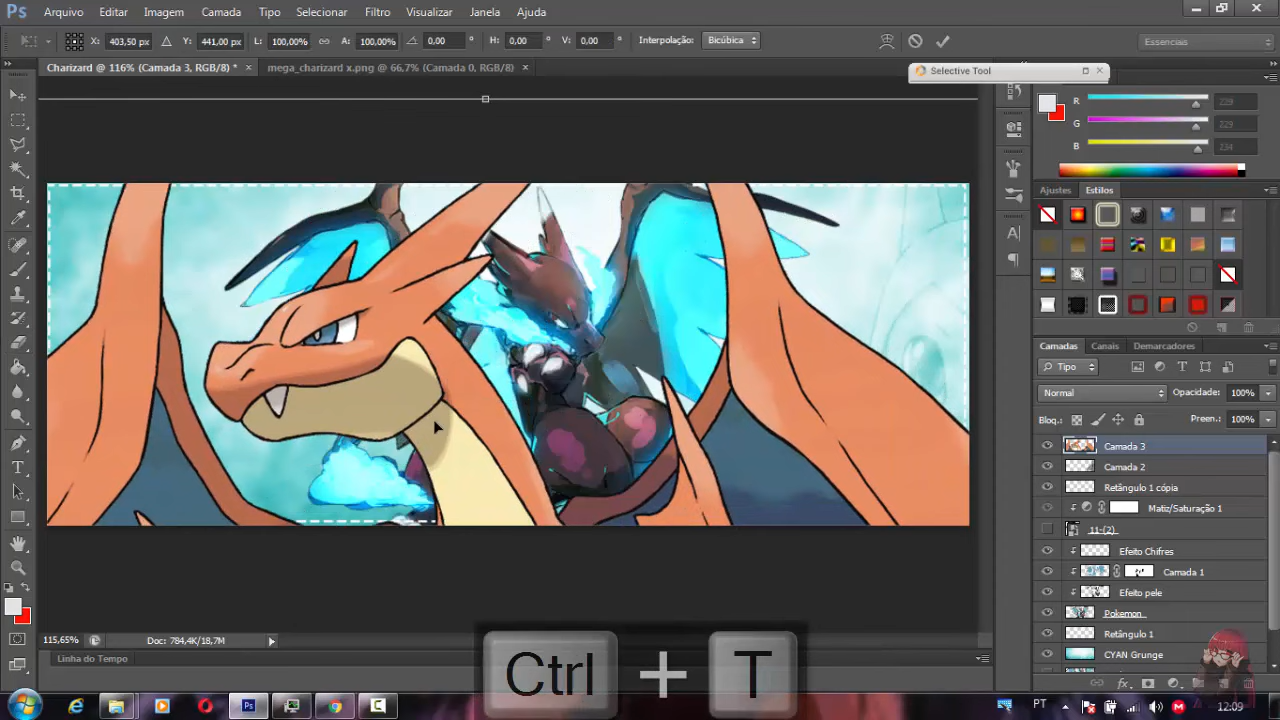 Ps Arquivo Editar Imagem Camada Tipo Selecionar Filtro Visualizar Janela Ajuda
X: 403,50 px Y: 441,00 px L: 100,00% A: 100,00% 0,00 ° H: 0,00 ° V: 0,00 ° Interpolação: Bicúbica Essenciais
Charizard @ 116% (Camada 3, RGB/8) * × mega_charizard x.png @ 66,7% (Camada 0, RGB/8) ×
Selective Tool
R 229
G 229
B 234
Ajustes Estilos
Camadas Canais Demarcadores
Tipo
Normal Opacidade: 100%
Bloq.: Preen.: 100%
Camada 3
Camada 2
Retângulo 1 cópia
Matiz/Saturação 1
11-(2)
Efeito Chifres
Camada 1
Efeito pele
Pokemon
Retângulo 1
CYAN Grunge
115,65% Doc: 784,4K/18,7M
Linha do Tempo
Ctrl + T
PT 12:09